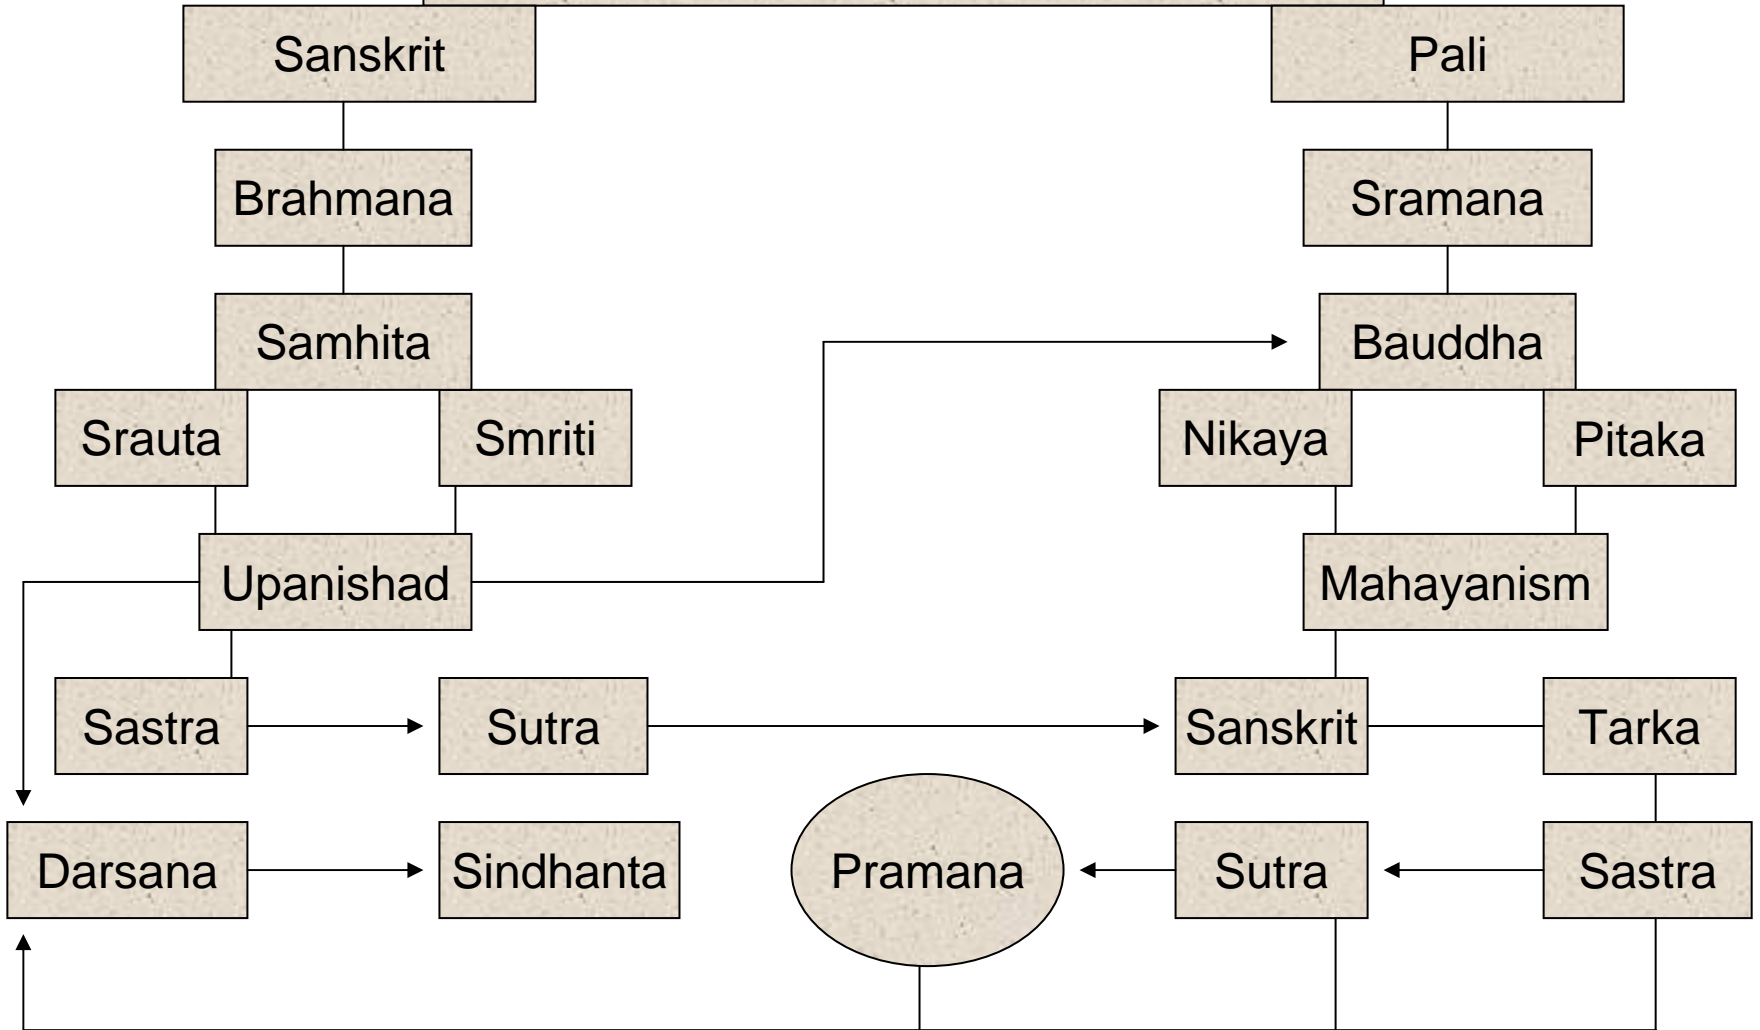 Sanskrit
Pali
Brahmana
Sramana
Samhita
Bauddha
Srauta
Smriti
Nikaya
Pitaka
Upanishad
Mahayanism
Sastra
Sutra
Sanskrit
Tarka
Darsana
Sindhanta
Pramana
Sutra
Sastra